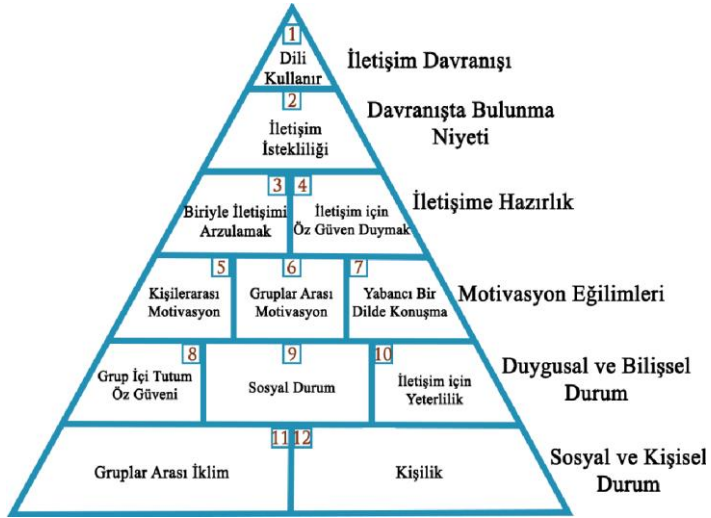 1
Dili
Kullanır
İletişim Davranışı
2
İletişim
İstekliliği
Davranışta Bulunma
Niyeti
3
Biriyle İletişimi
Arzulamak
4
İletişim için
Öz Güven Duymak
İletişime Hazırlık
5
Kişilerarası
Motivasyon
6
Gruplar Arası
Motivasyon
7
Yabancı Bir
Dilde Konuşma
Motivasyon Eğilimleri
8
Grup İçi Tutum
Öz Güveni
9
Sosyal Durum
10
İletişim için
Yeterlilik
Duygusal ve Bilişsel
Durum
11
Gruplar Arası İklim
12
Kişilik
Sosyal ve Kişisel
Durum